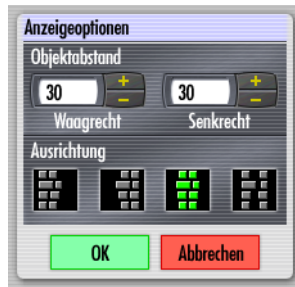 Anzeigeoptionen
Objektabstand
30 + − 30 + −
Waagrecht Senkrecht
Ausrichtung
OK Abbrechen